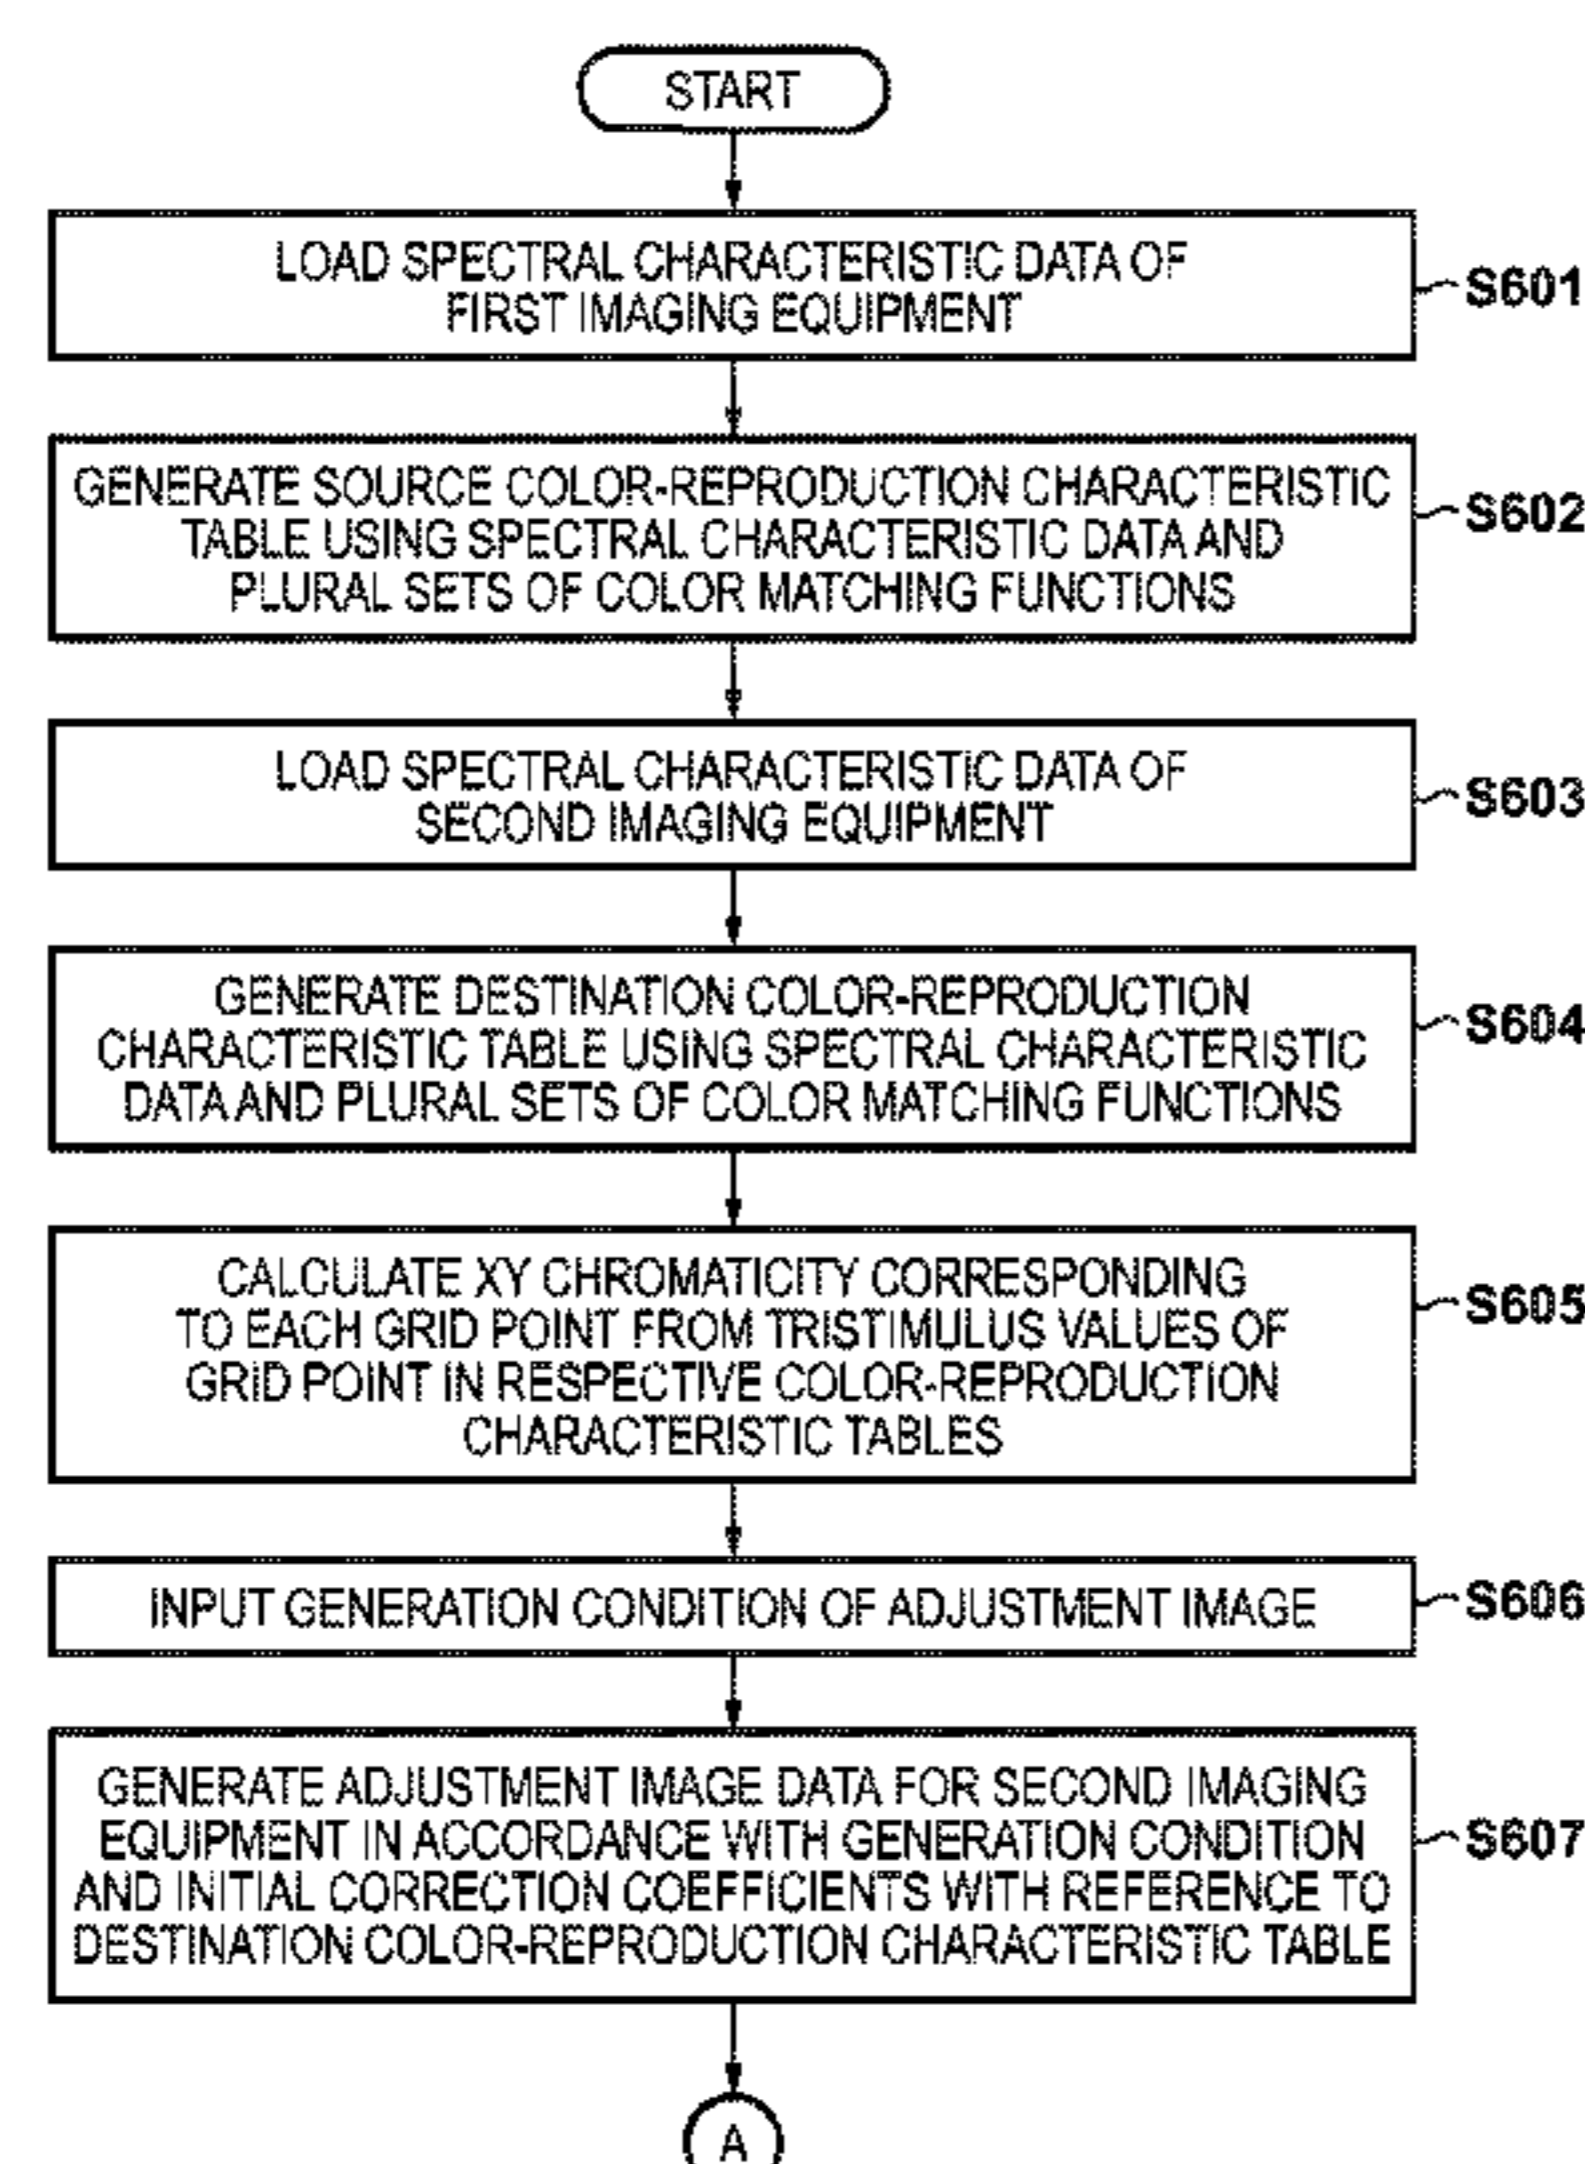 START
LOAD SPECTRAL CHARACTERISTIC DATA OF
FIRST IMAGING EQUIPMENT
S601
GENERATE SOURCE COLOR-REPRODUCTION CHARACTERISTIC
TABLE USING SPECTRAL CHARACTERISTIC DATA AND
PLURAL SETS OF COLOR MATCHING FUNCTIONS
S602
LOAD SPECTRAL CHARACTERISTIC DATA OF
SECOND IMAGING EQUIPMENT
S603
GENERATE DESTINATION COLOR-REPRODUCTION
CHARACTERISTIC TABLE USING SPECTRAL CHARACTERISTIC
DATA AND PLURAL SETS OF COLOR MATCHING FUNCTIONS
S604
CALCULATE XY CHROMATICITY CORRESPONDING
TO EACH GRID POINT FROM TRISTIMULUS VALUES OF
GRID POINT IN RESPECTIVE COLOR-REPRODUCTION
CHARACTERISTIC TABLES
S605
INPUT GENERATION CONDITION OF ADJUSTMENT IMAGE
S606
GENERATE ADJUSTMENT IMAGE DATA FOR SECOND IMAGING
EQUIPMENT IN ACCORDANCE WITH GENERATION CONDITION
AND INITIAL CORRECTION COEFFICIENTS WITH REFERENCE TO
DESTINATION COLOR-REPRODUCTION CHARACTERISTIC TABLE
S607
A